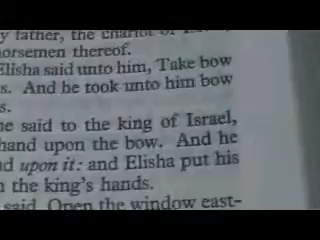 father, the chariot of Israel,
horsemen thereof.
Elisha said unto him, Take bow
s. And he took unto him bow
s.
he said to the king of Israel,
hand upon the bow. And he
nd upon it: and Elisha put his
n the king's hands.
said, Open the window east-